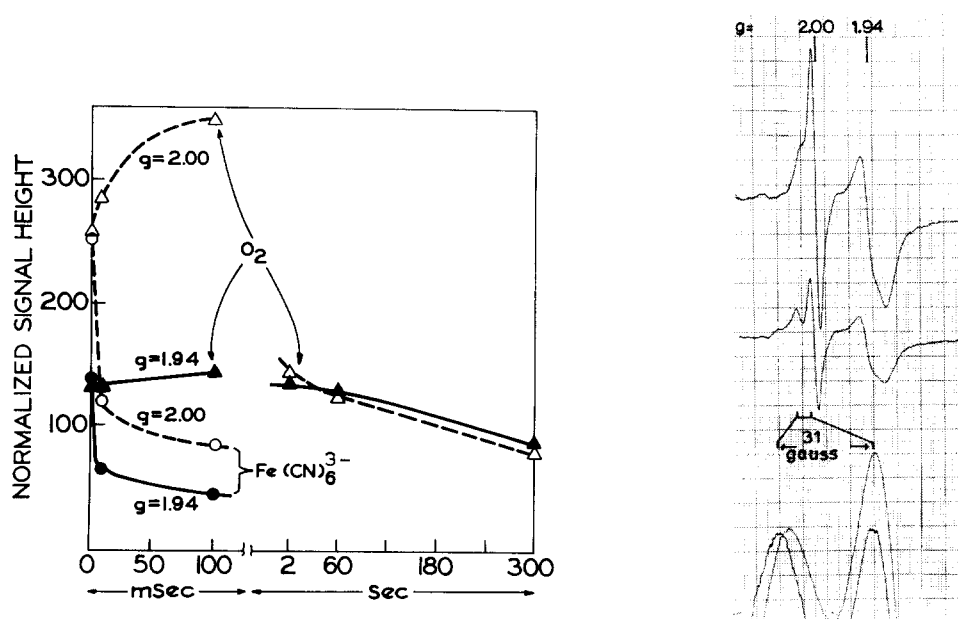 NORMALIZED SIGNAL HEIGHT
300
200
100
0
g=2.00
O2
g=1.94
g=2.00
Fe(CN)6 3-
g=1.94
0 50 100 2 60 180 300
mSec Sec
g= 2.00 1.94
31
gauss